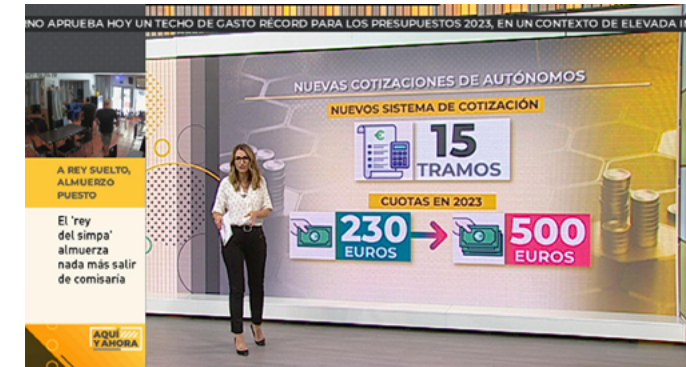 RNO APRUEBA HOY UN TECHO DE GASTO RÉCORD PARA LOS PRESUPUESTOS 2023, EN UN CONTEXTO DE ELEVADA I
NUEVAS COTIZACIONES DE AUTÓNOMOS
NUEVOS SISTEMA DE COTIZACIÓN
15
TRAMOS
CUOTAS EN 2023
230
EUROS
500
EUROS
A REY SUELTO,
ALMUERZO
PUESTO
El 'rey
del simpa'
almuerza
nada más salir
de comisaría
AQUÍ
Y AHORA